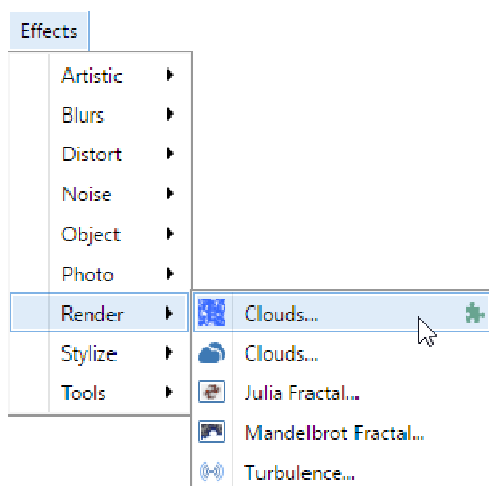 Effects
Artistic
Blurs
Distort
Noise
Object
Photo
Render
Clouds...
Stylize
Clouds...
Tools
Julia Fractal...
Mandelbrot Fractal...
Turbulence...